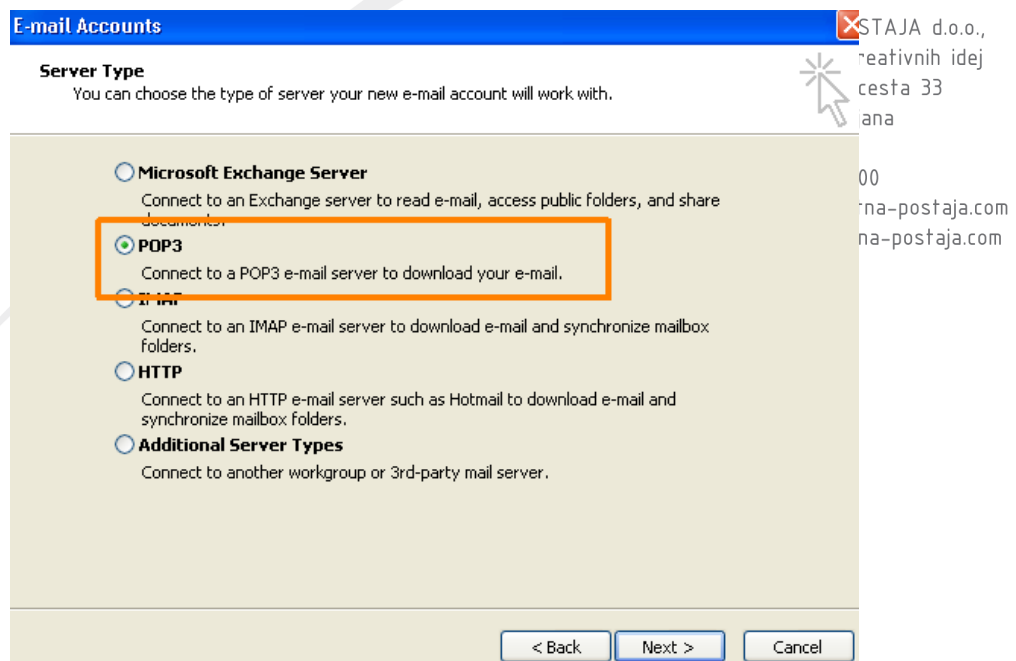 E-mail Accounts
STAJA d.o.o.,
reativnih idej
cesta 33
ana
00
na-postaja.com
na-postaja.com
Server Type
You can choose the type of server your new e-mail account will work with.
Microsoft Exchange Server
Connect to an Exchange server to read e-mail, access public folders, and share
documents.
POP3
Connect to a POP3 e-mail server to download your e-mail.
IMAP
Connect to an IMAP e-mail server to download e-mail and synchronize mailbox
folders.
HTTP
Connect to an HTTP e-mail server such as Hotmail to download e-mail and
synchronize mailbox folders.
Additional Server Types
Connect to another workgroup or 3rd-party mail server.
< Back
Next >
Cancel